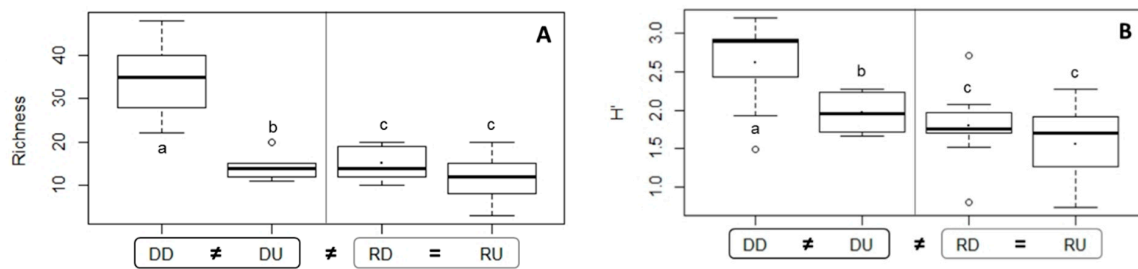 A
Richness
40
30
20
10
a
b
c
c
DD ≠ DU ≠ RD = RU
B
H'
3.0
2.5
2.0
1.5
1.0
a
b
c
c
DD ≠ DU ≠ RD = RU